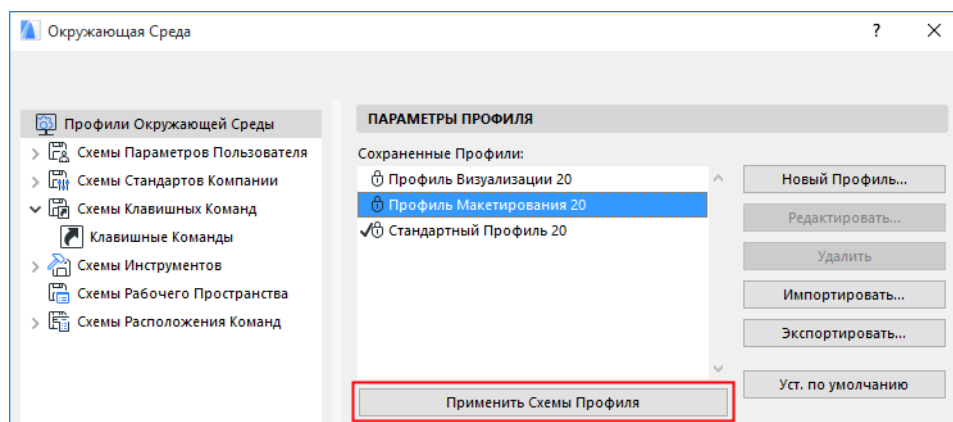 Окружающая Среда
?
Профили Окружающей Среды
Схемы Параметров Пользователя
Схемы Стандартов Компании
Схемы Клавишных Команд
Клавишные Команды
Схемы Инструментов
Схемы Рабочего Пространства
Схемы Расположения Команд
ПАРАМЕТРЫ ПРОФИЛЯ
Сохраненные Профили:
Профиль Визуализации 20
Профиль Макетирования 20
Стандартный Профиль 20
Применить Схемы Профиля
Новый Профиль...
Редактировать...
Удалить
Импортировать...
Экспортировать...
Уст. по умолчанию